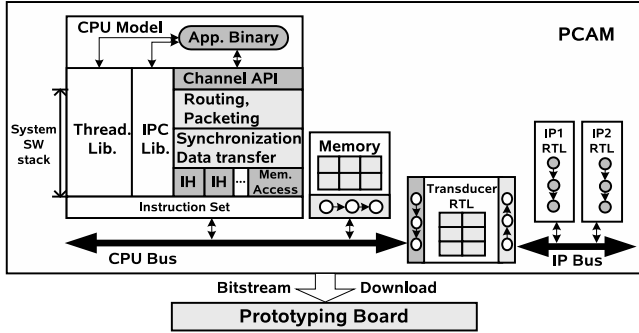 CPU Model
App. Binary
PCAM
Channel API
System
SW
stack
Thread.
Lib.
IPC
Lib.
Routing,
Packeting
Synchronization
Data transfer
IH IH ... Mem.
Access
Instruction Set
Memory
Transducer
RTL
IP1
RTL
IP2
RTL
CPU Bus
IP Bus
Bitstream Download
Prototyping Board